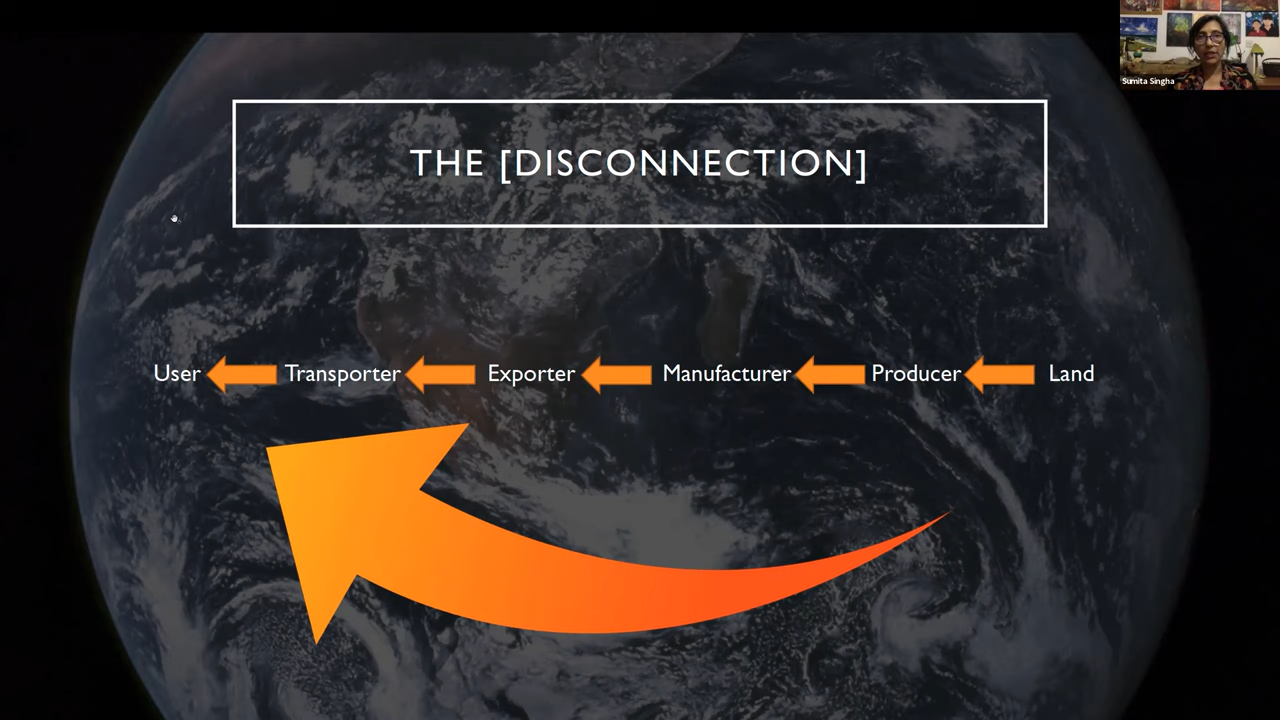 Sumita Singha
THE [DISCONNECTION]
User Transporter Exporter Manufacturer Producer Land